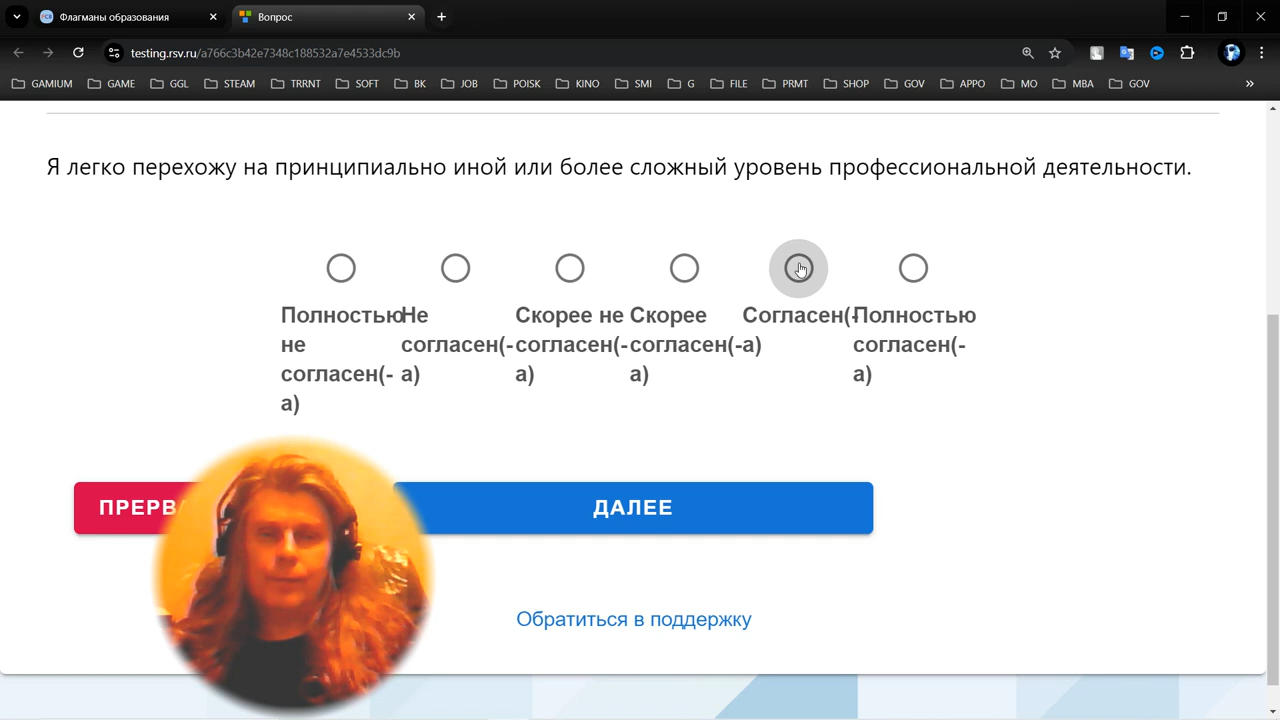 Флагманы образования
Вопрос
testing.rsv.ru/a766c3b42e7348c188532a7e4533dc9b
GAMIUM GAME GGL STEAM TRRNT SOFT BK JOB POISK KINO SMI G FILE PRMT SHOP GOV APPO MO MBA GOV
Я легко перехожу на принципиально иной или более сложный уровень профессиональной деятельности.
Полностью
не
согласен(-
а)
Не
согласен(-
а)
Скорее не
согласен(-
а)
Скорее
согласен(-
а)
Согласен(-
а)
Полностью
согласен(-
а)
ДАЛЕЕ
Обратиться в поддержку